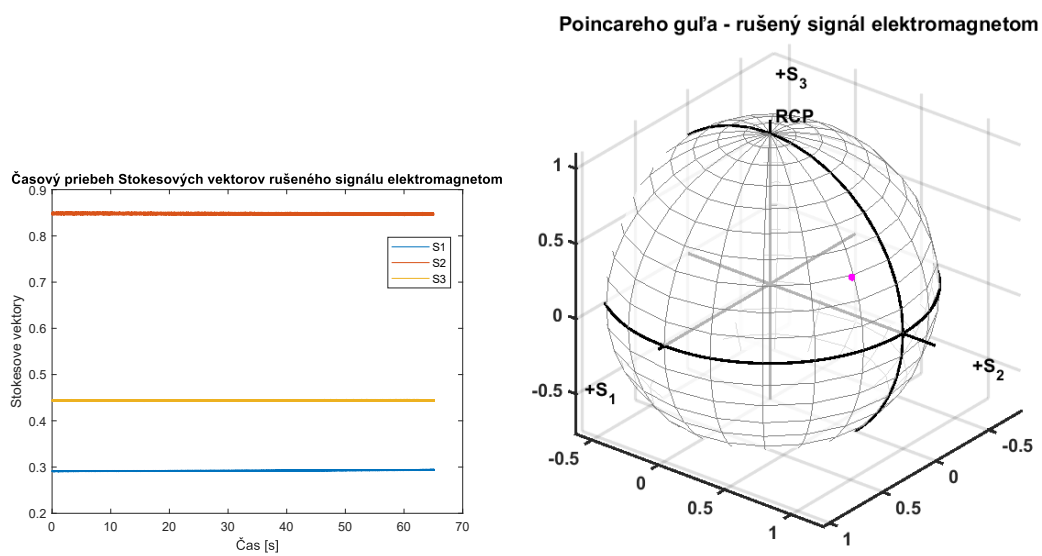 Časový priebeh Stokesových vektorov rušeného signálu elektromagnetom
Stokesove vektory
0.9
0.8
0.7
0.6
0.5
0.4
0.3
0.2
0 10 20 30 40 50 60 70
Čas [s]
S1
S2
S3
Poincareho guľa - rušený signál elektromagnetom
+S3
RCP
1
0.5
0
-0.5
+S1
+S2
-0.5
0
0.5
1
-0.5
0
0.5
1